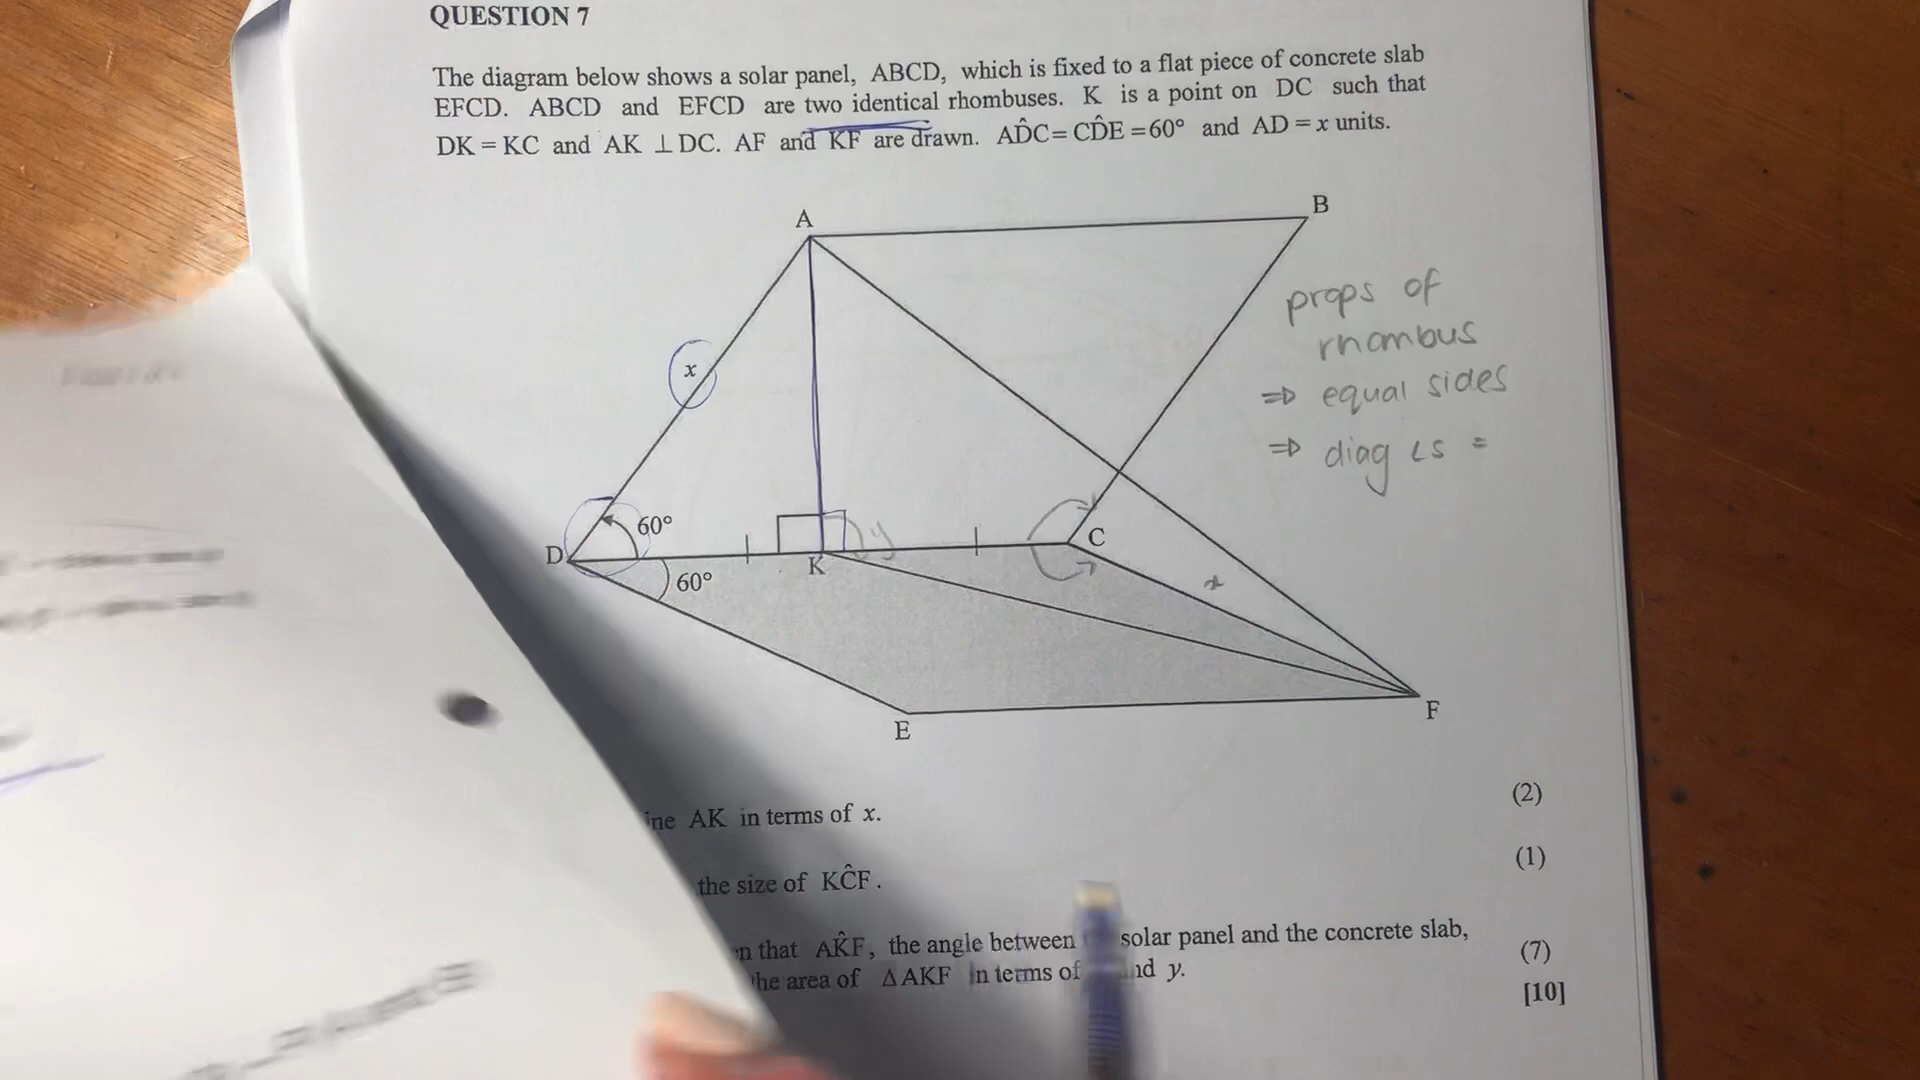 QUESTION 7
The diagram below shows a solar panel, ABCD, which is fixed to a flat piece of concrete slab
EFCD. ABCD and EFCD are two identical rhombuses. K is a point on DC such that
DK = KC and AK ⊥ DC. AF and KF are drawn. AD̂C = CD̂E = 60° and AD = x units.
A
B
props of
rhombus
⇒ equal sides
⇒ diag ∠s =
x
60°
y
D
K
C
60°
x
E
F
AK in terms of x.
(2)
the size of KĈF.
(1)
that AK̂F, the angle between solar panel and the concrete slab,
the area of ΔAKF in terms of y.
(7)
[10]